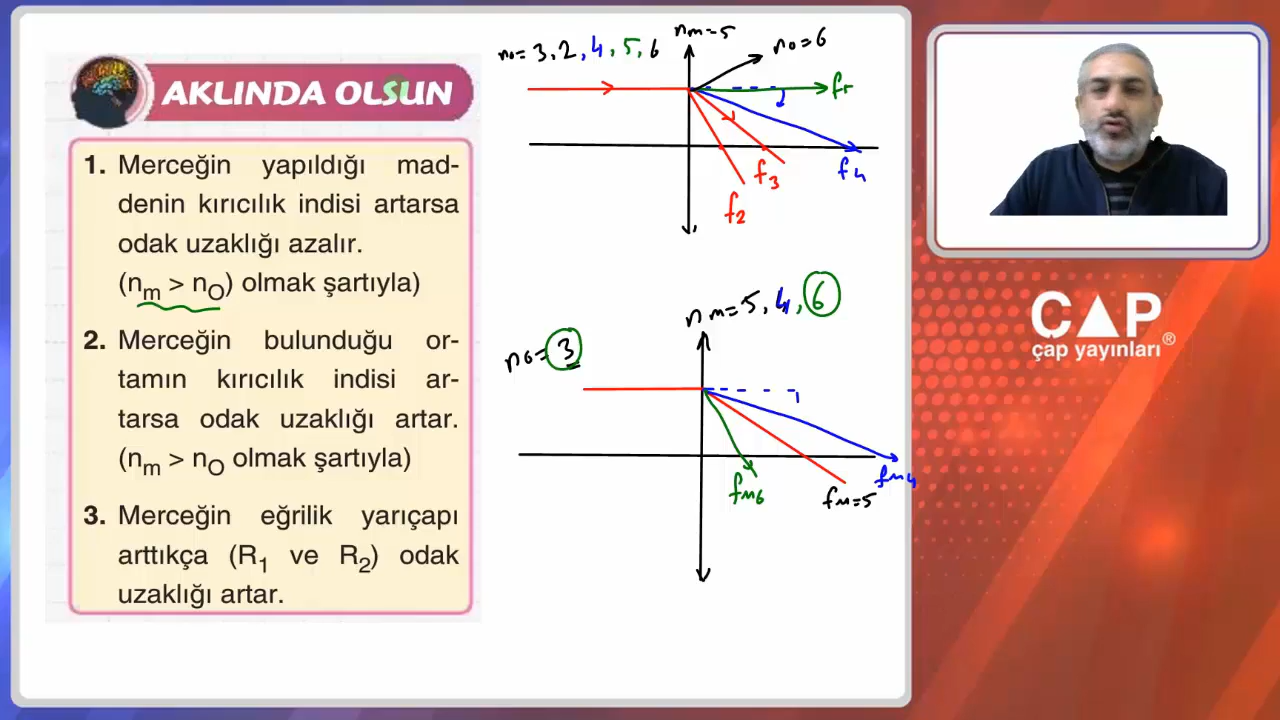 AKLINDA OLSUN
1. Merceğin yapıldığı mad-
denin kırıcılık indisi artarsa
odak uzaklığı azalır.
(nm > nO) olmak şartıyla)
2. Merceğin bulunduğu or-
tamın kırıcılık indisi ar-
tarsa odak uzaklığı artar.
(nm > nO olmak şartıyla)
3. Merceğin eğrilik yarıçapı
arttıkça (R1 ve R2) odak
uzaklığı artar.
nm=5
no=3,2,4,5,6
no=6
f5
f4
f3
f2
nm=5,4,6
no=3
fm4
fm6
fm=5
CAP
çap yayınları®